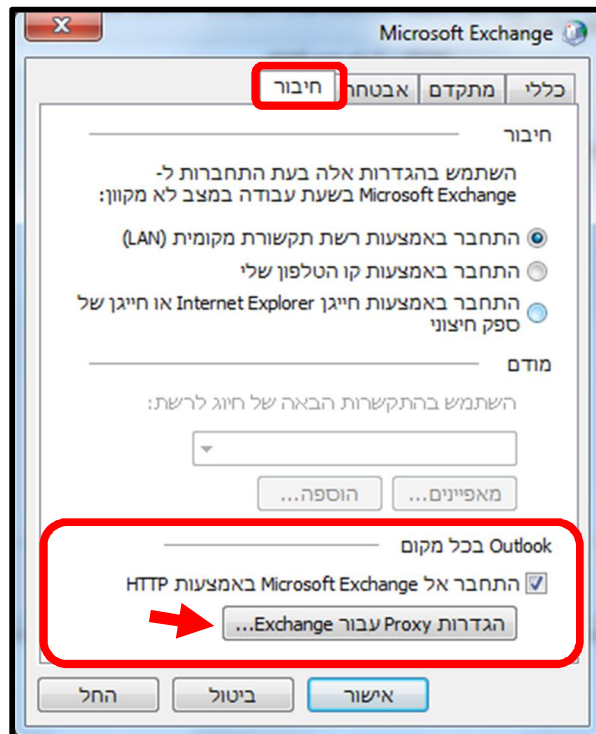 Microsoft Exchange
כללי
מתקדם
אבטחה
חיבור
חיבור
השתמש בהגדרות אלה בעת התחברות ל-
Microsoft Exchange בשעת עבודה במצב לא מקוון:
התחבר באמצעות רשת תקשורת מקומית (LAN)
התחבר באמצעות קו הטלפון שלי
התחבר באמצעות חייגן Internet Explorer או חייגן של
ספק חיצוני
מודם
השתמש בהתקשרות הבאה של חיוג לרשת:
מאפיינים...
הוספה...
Outlook בכל מקום
התחבר אל Microsoft Exchange באמצעות HTTP
הגדרות Proxy עבור Exchange...
אישור
ביטול
החל